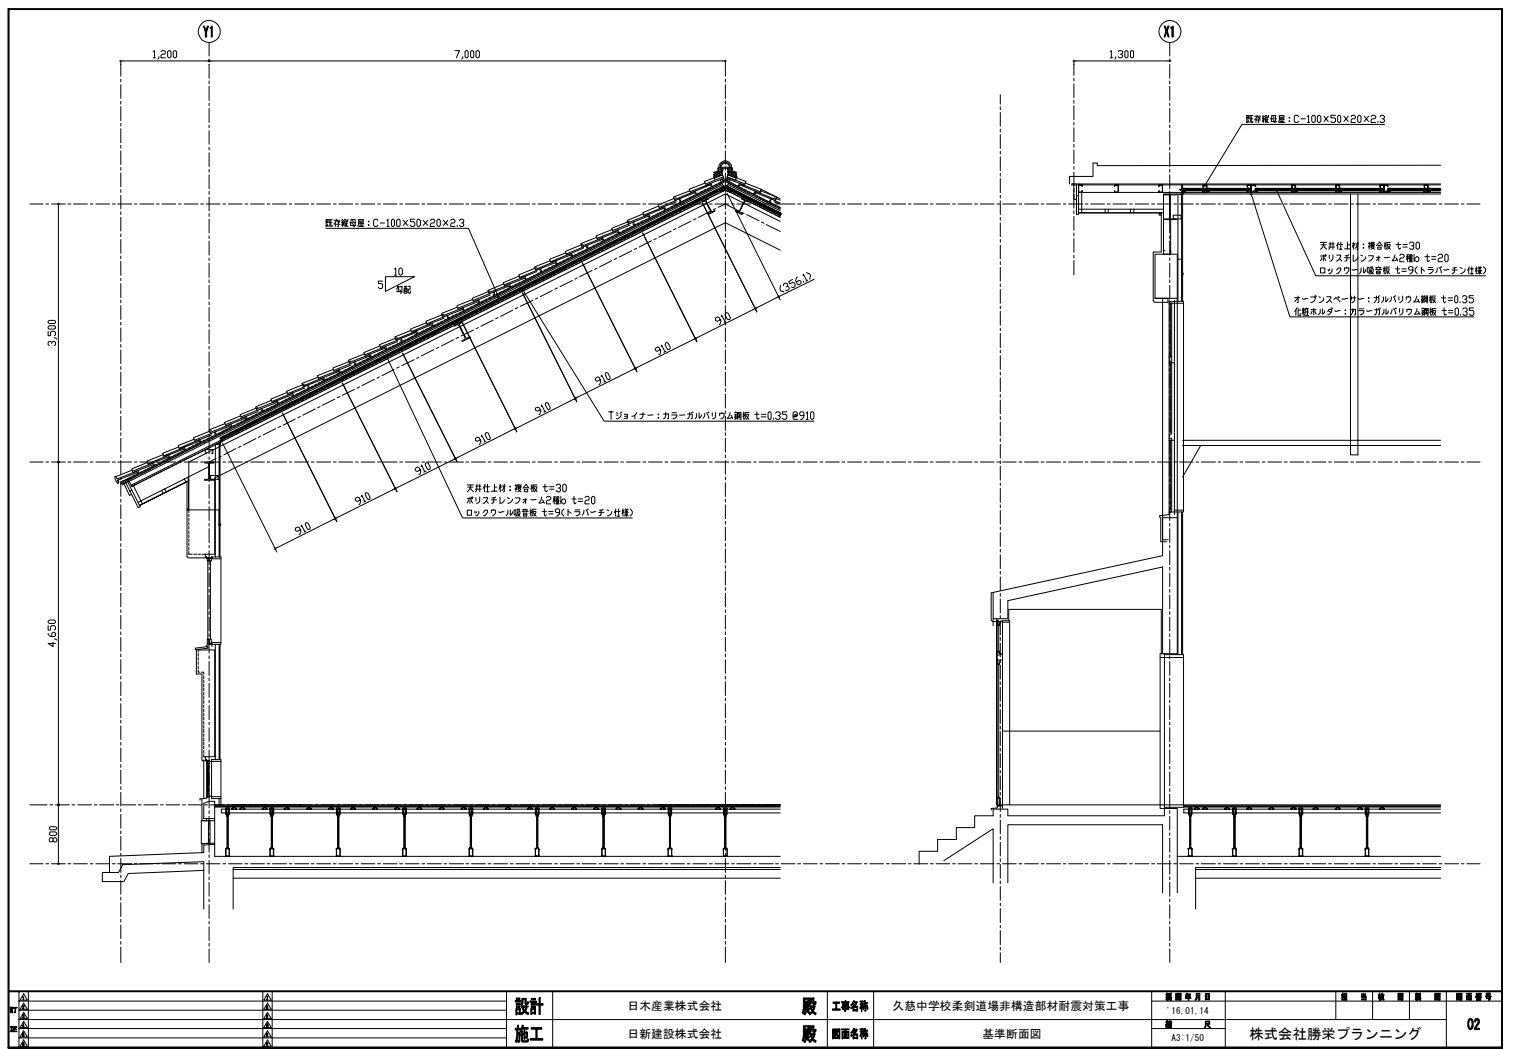 Y1
1,200
7,000
X1
1,300
既存縦母屋：C-100×50×20×2.3
既存縦母屋：C-100×50×20×2.3
10
5
勾配
(356.1)
910
910
910
910
910
910
910
910
3,500
4,650
800
Tジョイナー：カラーガルバリウム鋼板 t=0.35 @910
天井仕上材：複合板 t=30
ポリスチレンフォーム2種b t=20
ロックウール吸音板 t=9(トラバーチン仕様)
天井仕上材：複合板 t=30
ポリスチレンフォーム2種b t=20
ロックウール吸音板 t=9(トラバーチン仕様)
オープンスペーサー：ガルバリウム鋼板 t=0.35
化粧ホルダー：カラーガルバリウム鋼板 t=0.35
設計 日木産業株式会社 殿
施工 日新建設株式会社 殿
工事名称 久慈中学校柔剣道場非構造部材耐震対策工事
図面名称 基準断面図
年月日
'16.01.14
縮 尺
A3:1/50
担 当
図面番号
株式会社勝栄プランニング
02